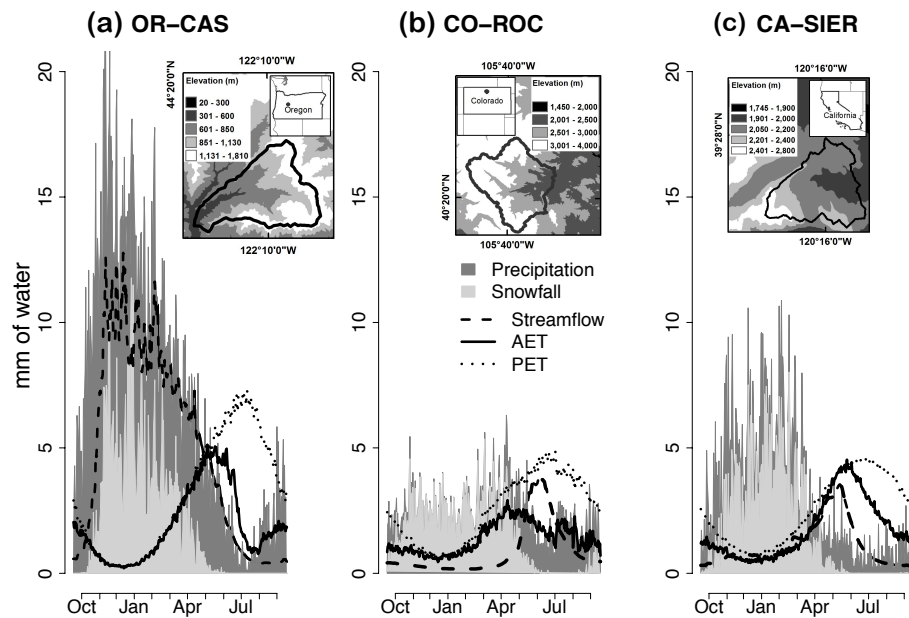 (a) OR–CAS
(b) CO–ROC
(c) CA–SIER
mm of water
20
15
10
5
0
Oct Jan Apr Jul
122°10'0"W
44°20'0"N
Elevation (m)
20 - 300
301 - 600
601 - 850
851 - 1,130
1,131 - 1,810
Oregon
122°10'0"W
20
15
10
5
0
Oct Jan Apr Jul
105°40'0"W
Colorado
Elevation (m)
1,450 - 2,000
2,001 - 2,500
2,501 - 3,000
3,001 - 4,000
40°20'0"N
105°40'0"W
Precipitation
Snowfall
Streamflow
AET
PET
20
15
10
5
0
Oct Jan Apr Jul
120°16'0"W
39°28'0"N
Elevation (m)
1,745 - 1,900
1,901 - 2,000
2,050 - 2,200
2,201 - 2,400
2,401 - 2,800
California
120°16'0"W